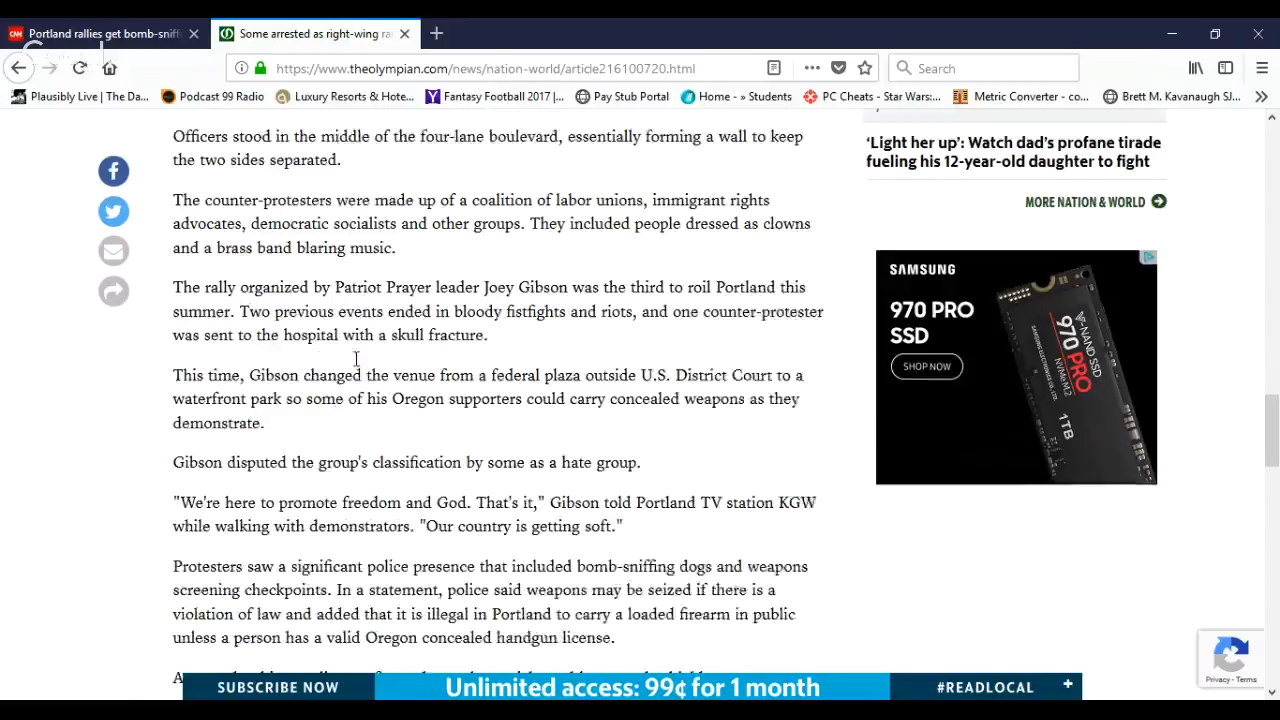 Portland rallies get bomb-sniff
Some arrested as right-wing ra
https://www.theolympian.com/news/nation-world/article216100720.html
Search
Plausibly Live | The Da...
Podcast 99 Radio
Luxury Resorts & Hote...
Fantasy Football 2017 |...
Pay Stub Portal
Home - » Students
PC Cheats - Star Wars:...
Metric Converter - co...
Brett M. Kavanaugh SJ...
Officers stood in the middle of the four-lane boulevard, essentially forming a wall to keep
the two sides separated.
The counter-protesters were made up of a coalition of labor unions, immigrant rights
advocates, democratic socialists and other groups. They included people dressed as clowns
and a brass band blaring music.
The rally organized by Patriot Prayer leader Joey Gibson was the third to roil Portland this
summer. Two previous events ended in bloody fistfights and riots, and one counter-protester
was sent to the hospital with a skull fracture.
This time, Gibson changed the venue from a federal plaza outside U.S. District Court to a
waterfront park so some of his Oregon supporters could carry concealed weapons as they
demonstrate.
Gibson disputed the group's classification by some as a hate group.
"We're here to promote freedom and God. That's it," Gibson told Portland TV station KGW
while walking with demonstrators. "Our country is getting soft."
Protesters saw a significant police presence that included bomb-sniffing dogs and weapons
screening checkpoints. In a statement, police said weapons may be seized if there is a
violation of law and added that it is illegal in Portland to carry a loaded firearm in public
unless a person has a valid Oregon concealed handgun license.
‘Light her up’: Watch dad’s profane tirade
fueling his 12-year-old daughter to fight
MORE NATION & WORLD
SAMSUNG
970 PRO
SSD
SHOP NOW
V-NAND SSD
970 PRO
NVMe M.2
1TB
SUBSCRIBE NOW
Unlimited access: 99¢ for 1 month
#READLOCAL
Privacy - Terms